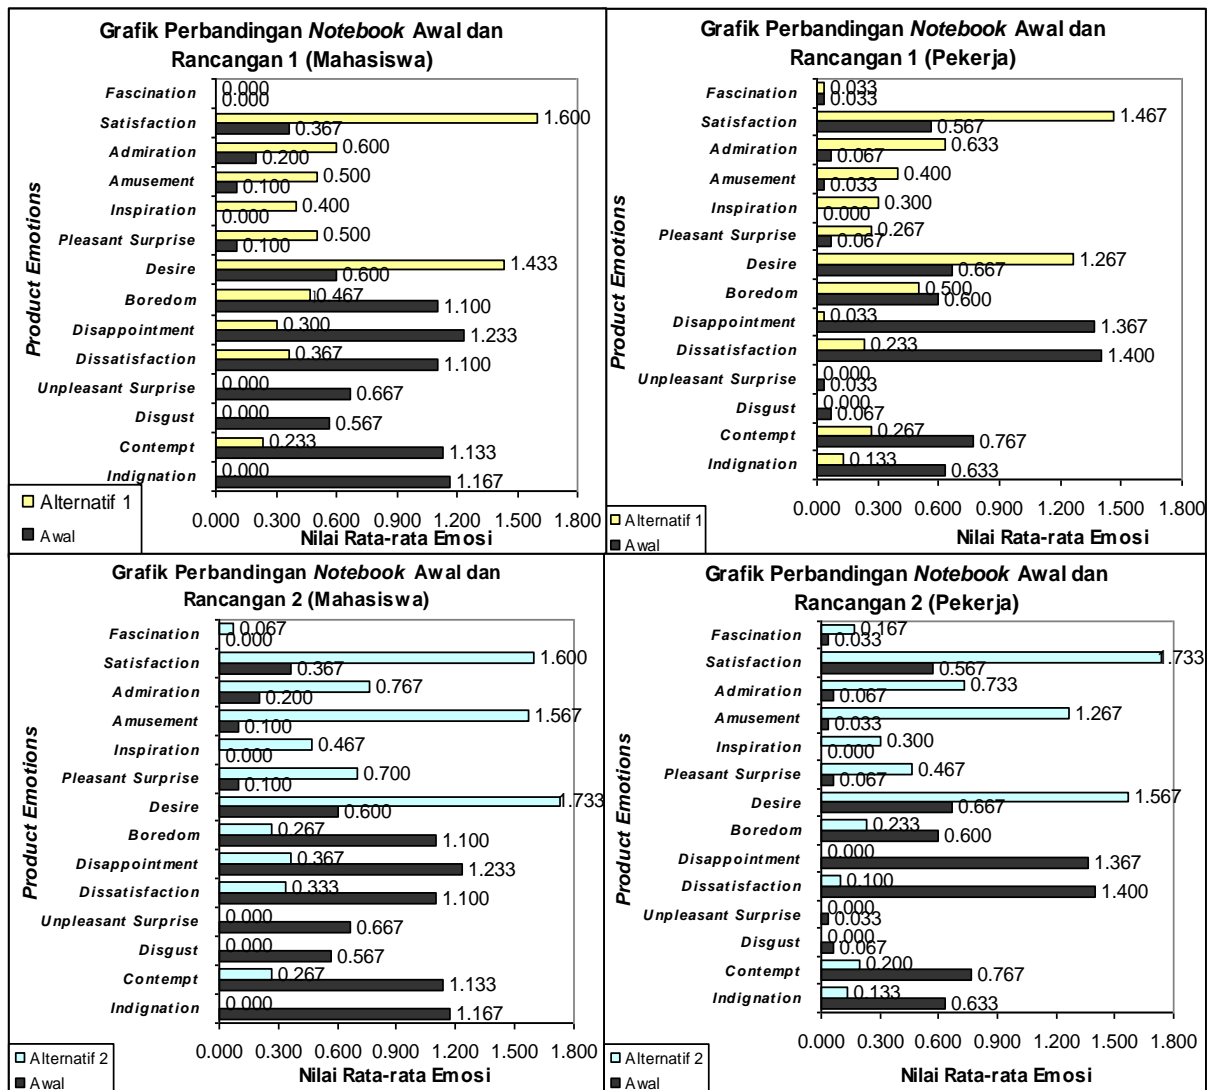 Grafik Perbandingan Notebook Awal dan
Rancangan 1 (Mahasiswa)
Product Emotions
Fascination
0.000
0.000
Satisfaction
1.600
0.367
Admiration
0.600
0.200
Amusement
0.500
0.100
Inspiration
0.400
0.000
Pleasant Surprise
0.500
0.100
Desire
1.433
0.600
Boredom
0.467
1.100
Disappointment
0.300
1.233
Dissatisfaction
0.367
1.100
Unpleasant Surprise
0.000
0.667
Disgust
0.000
0.567
Contempt
0.233
1.133
Indignation
0.000
1.167
0.000 0.300 0.600 0.900 1.200 1.500 1.800
Nilai Rata-rata Emosi
Alternatif 1
Awal
Grafik Perbandingan Notebook Awal dan
Rancangan 1 (Pekerja)
Product Emotions
Fascination
0.033
0.033
Satisfaction
1.467
0.567
Admiration
0.633
0.067
Amusement
0.400
0.033
Inspiration
0.300
0.000
Pleasant Surprise
0.267
0.067
Desire
1.267
0.667
Boredom
0.500
0.600
Disappointment
0.033
1.367
Dissatisfaction
0.233
1.400
Unpleasant Surprise
0.000
0.033
Disgust
0.000
0.067
Contempt
0.267
0.767
Indignation
0.133
0.633
0.000 0.300 0.600 0.900 1.200 1.500 1.800
Nilai Rata-rata Emosi
Alternatif 1
Awal
Grafik Perbandingan Notebook Awal dan
Rancangan 2 (Mahasiswa)
Product Emotions
Fascination
0.067
0.000
Satisfaction
1.600
0.367
Admiration
0.767
0.200
Amusement
1.567
0.100
Inspiration
0.467
0.000
Pleasant Surprise
0.700
0.100
Desire
1.733
0.600
Boredom
0.267
1.100
Disappointment
0.367
1.233
Dissatisfaction
0.333
1.100
Unpleasant Surprise
0.000
0.667
Disgust
0.000
0.567
Contempt
0.267
1.133
Indignation
0.000
1.167
0.000 0.300 0.600 0.900 1.200 1.500 1.800
Nilai Rata-rata Emosi
Alternatif 2
Awal
Grafik Perbandingan Notebook Awal dan
Rancangan 2 (Pekerja)
Product Emotions
Fascination
0.167
0.033
Satisfaction
1.733
0.567
Admiration
0.733
0.067
Amusement
1.267
0.033
Inspiration
0.300
0.000
Pleasant Surprise
0.467
0.067
Desire
1.567
0.667
Boredom
0.233
0.600
Disappointment
0.000
1.367
Dissatisfaction
0.100
1.400
Unpleasant Surprise
0.000
0.033
Disgust
0.000
0.067
Contempt
0.200
0.767
Indignation
0.133
0.633
0.000 0.300 0.600 0.900 1.200 1.500 1.800
Nilai Rata-rata Emosi
Alternatif 2
Awal